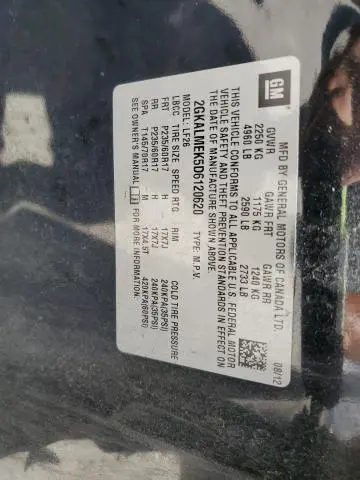 GM
MFD BY GENERAL MOTORS OF CANADA LTD. 08/12
GVWR GAWR FRT GAWR RR
2250 KG 1175 KG 1240 KG
4960 LB 2590 LB 2733 LB
THIS VEHICLE CONFORMS TO ALL APPLICABLE U.S. FEDERAL MOTOR
VEHICLE SAFETY AND THEFT PREVENTION STANDARDS IN EFFECT ON
THE DATE OF MANUFACTURE SHOWN ABOVE.
2GKALMEK5D6120620 TYPE: M.P.V.
MODEL: LF26
LBCC TIRE SIZE SPEED RTG RIM COLD TIRE PRESSURE
FRT P235/60R17 H 17X7J 240KPA(35PSI)
RR P235/60R17 H 17X7J 240KPA(35PSI)
SPA T145/70R17 M 17X4.5T 420KPA(60PSI)
SEE OWNER'S MANUAL FOR MORE INFORMATION.